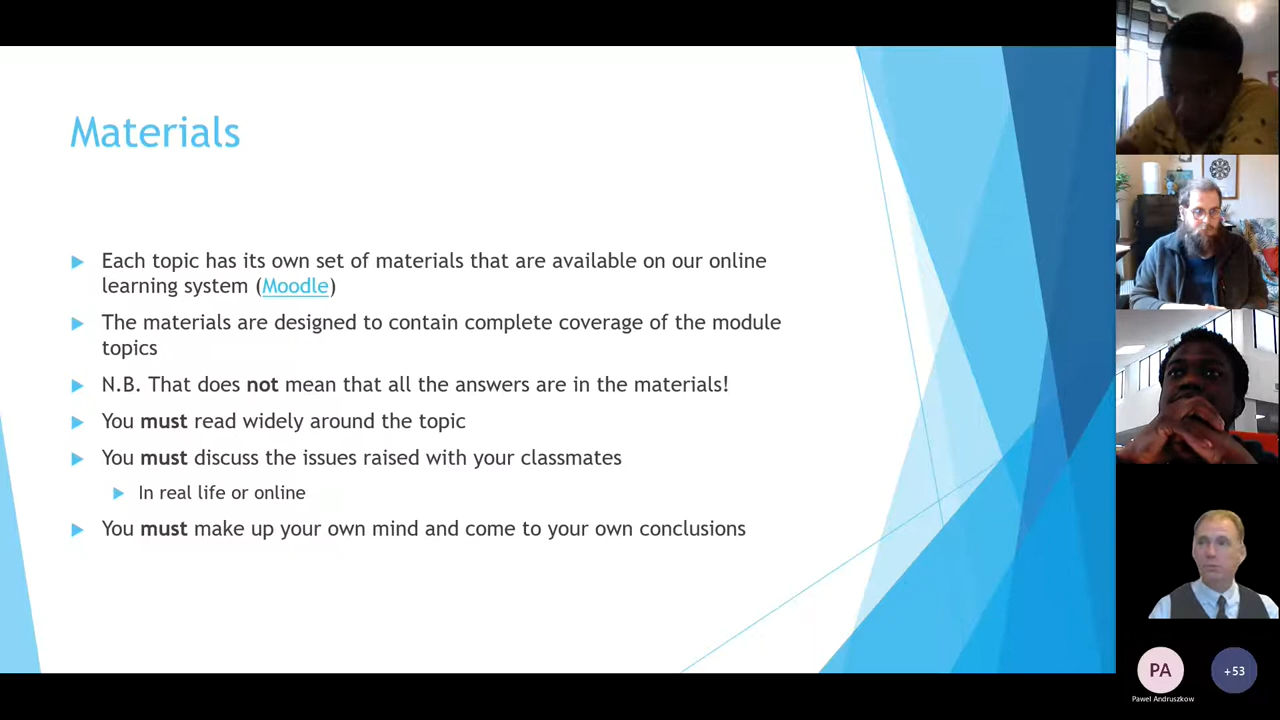 Materials
Each topic has its own set of materials that are available on our online
learning system (Moodle)
The materials are designed to contain complete coverage of the module
topics
N.B. That does not mean that all the answers are in the materials!
You must read widely around the topic
You must discuss the issues raised with your classmates
In real life or online
You must make up your own mind and come to your own conclusions
PA
+53
Pawel Andruszkow